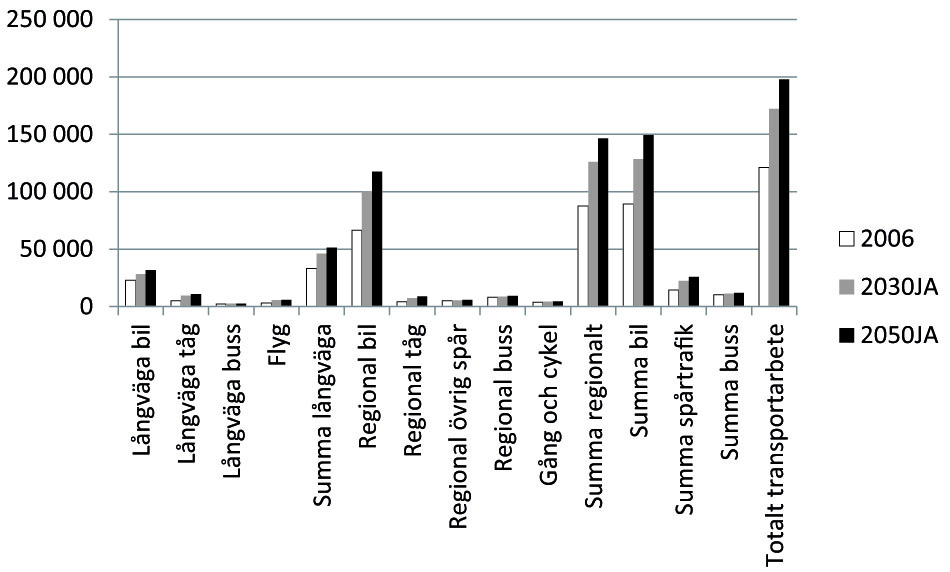 250 000
200 000
150 000
100 000
50 000
0
Långväga bil
Långväga tåg
Långväga buss
Flyg
Summa långväga
Regional bil
Regional tåg
Regional övrig spår
Regional buss
Gång och cykel
Summa regionalt
Summa bil
Summa spårtrafik
Summa buss
Totalt transportarbete
2006
2030JA
2050JA